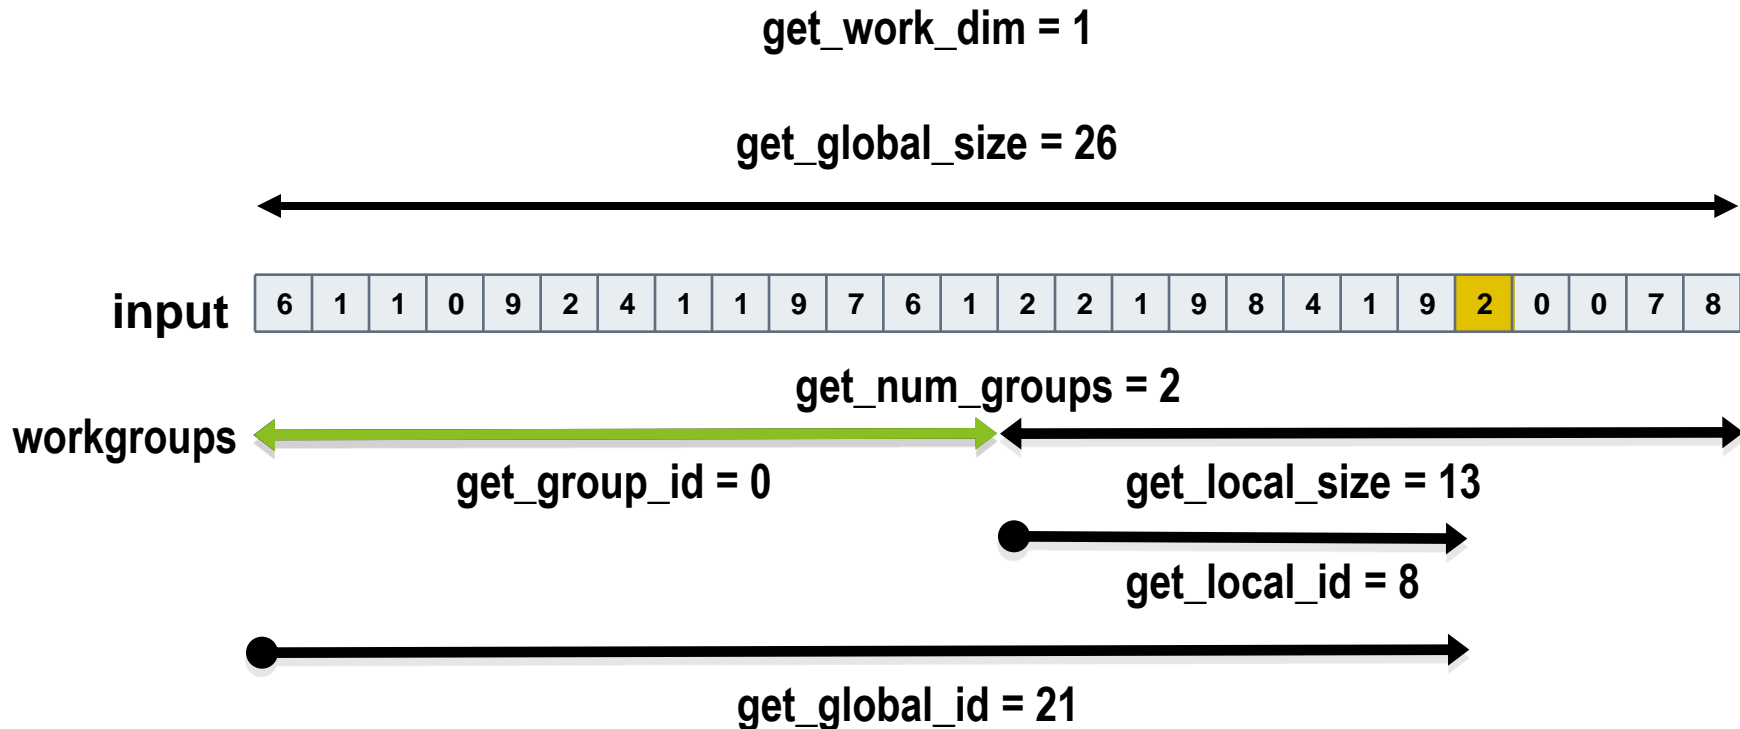 get_work_dim = 1
get_global_size = 26
input 6 1 1 0 9 2 4 1 1 9 7 6 1 2 2 1 9 8 4 1 9 2 0 0 7 8
get_num_groups = 2
workgroups
get_group_id = 0 get_local_size = 13
get_local_id = 8
get_global_id = 21